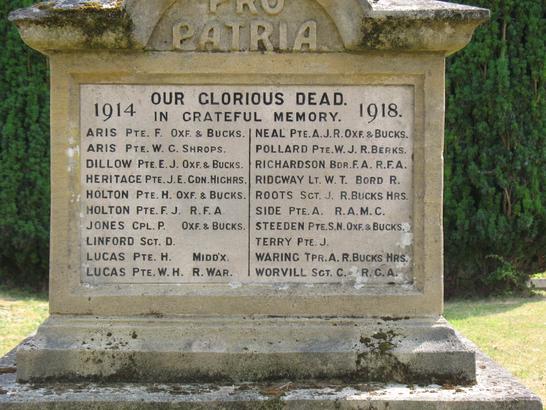 PRO
PATRIA
OUR GLORIOUS DEAD.
1914 IN GRATEFUL MEMORY. 1918.
ARIS PTE. F. OXF. & BUCKS.
ARIS PTE. W. G. SHROPS.
DILLOW PTE. E. J. OXF. & BUCKS.
HERITAGE PTE. J. E. GDN. HIGHRS.
HOLTON PTE. H. OXF. & BUCKS.
HOLTON PTE. F. J. R.F.A.
JONES CPL. P. OXF. & BUCKS.
LINFORD SGT. D.
LUCAS PTE. H. MIDD'X.
LUCAS PTE. W. H. R. WAR.
NEAL PTE. A. J. R. OXF. & BUCKS.
POLLARD PTE. W. J. R. BERKS.
RICHARDSON BDR. F. A. R.F.A.
RIDGWAY LT. W. T. BORD R.
ROOTS SGT. J. R. BUCKS HRS.
SIDE PTE. A. R.A.M.C.
STEEDEN PTE. S. N. OXF. & BUCKS.
TERRY PTE. J.
WARING TPR. A. R. BUCKS HRS.
WORVILL SGT. C. R.G.A.